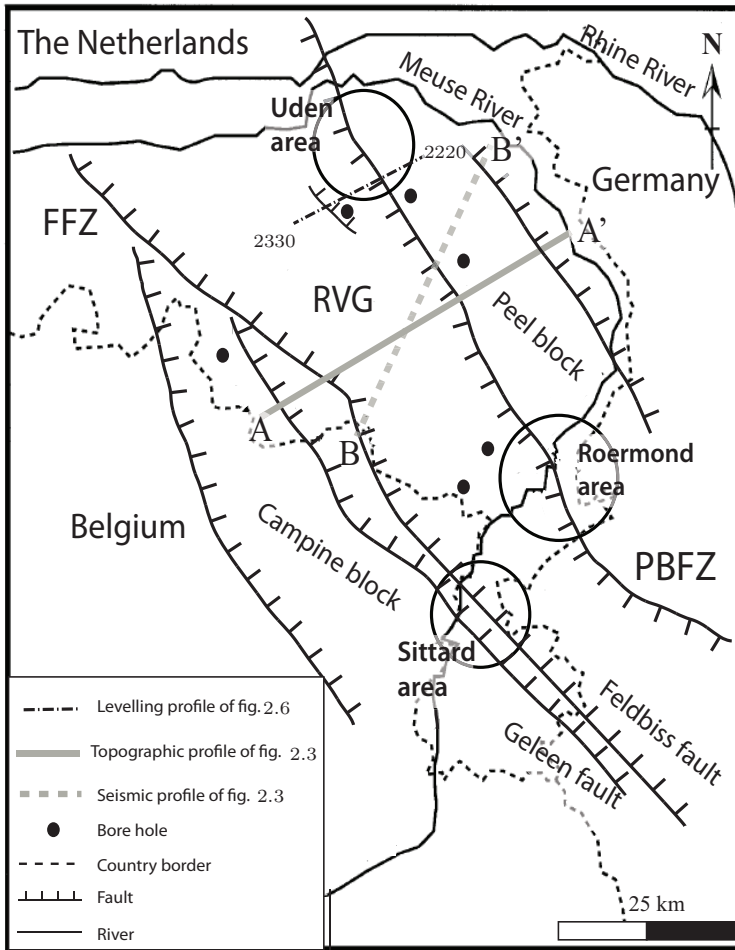 The Netherlands
Rhine River
N
Meuse River
Uden
area
2220
B'
Germany
FFZ
2330
A'
RVG
Peel block
A
B
Roermond
area
Belgium
Campine block
PBFZ
Sittard
area
Feldbiss fault
Geleen fault
Levelling profile of fig. 2.6
Topographic profile of fig. 2.3
Seismic profile of fig. 2.3
Bore hole
Country border
Fault
River
25 km